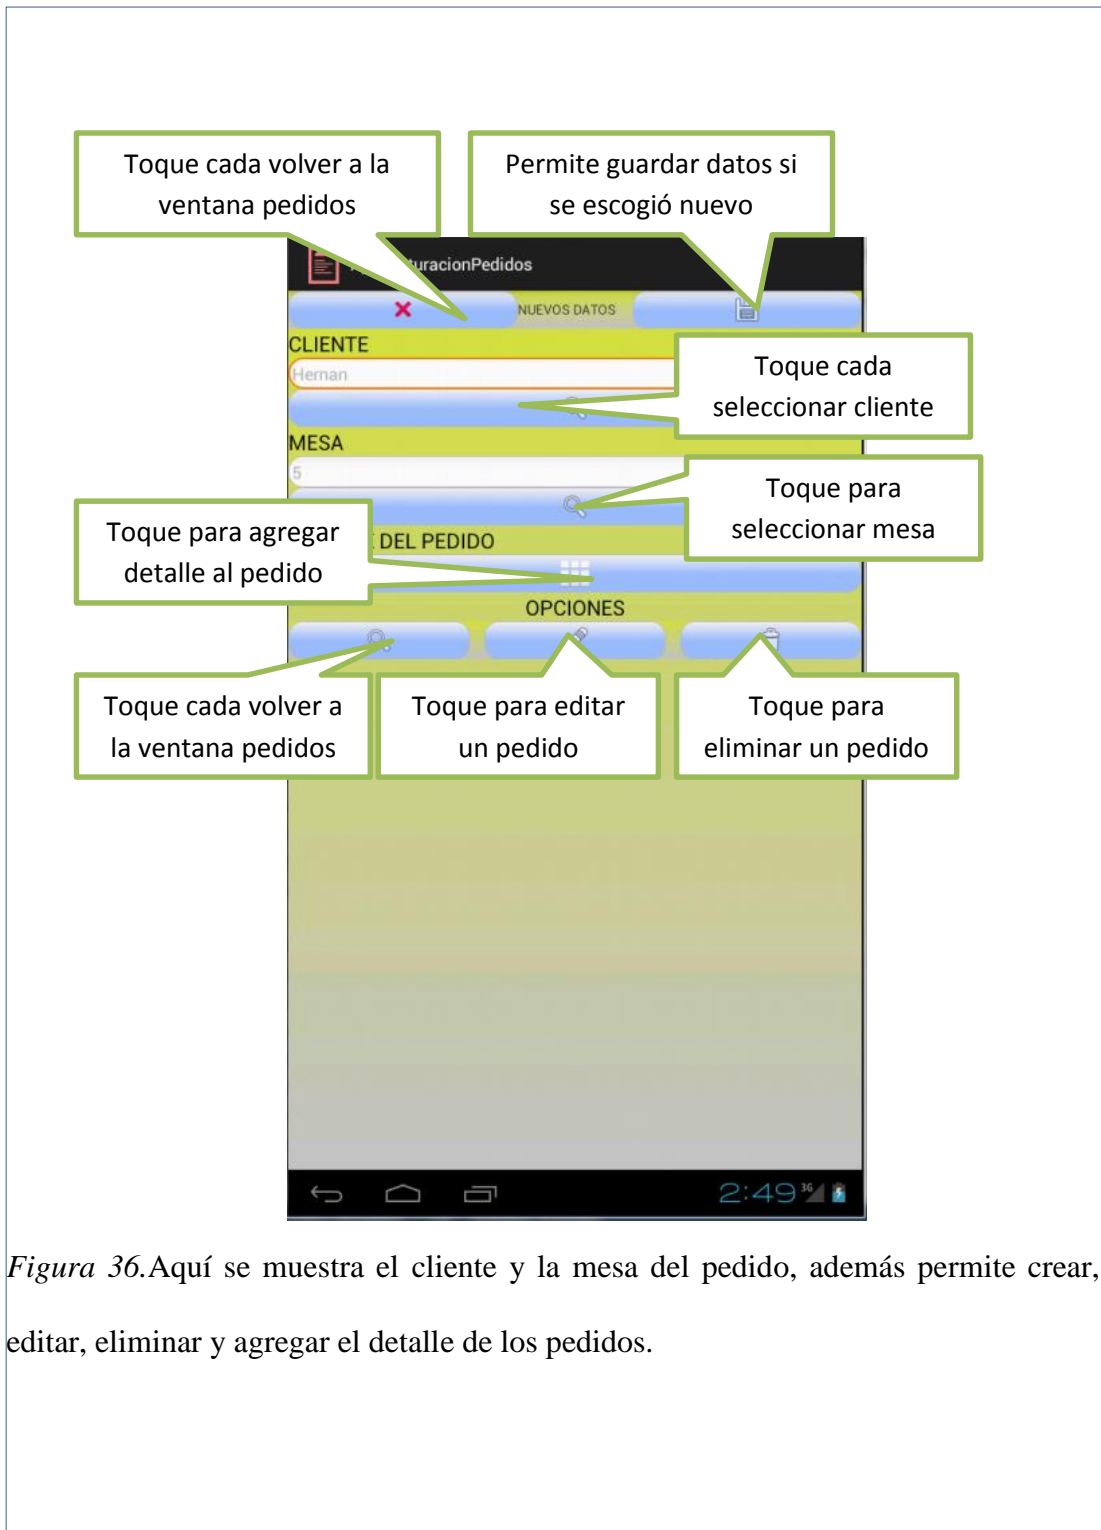 Toque cada volver a la
ventana pedidos
Permite guardar datos si
se escogió nuevo
turacionPedidos
NUEVOS DATOS
CLIENTE
Hernan
Toque cada
seleccionar cliente
MESA
5
Toque para
seleccionar mesa
Toque para agregar
detalle al pedido
DEL PEDIDO
OPCIONES
Toque cada volver a
la ventana pedidos
Toque para editar
un pedido
Toque para
eliminar un pedido
2:49 3G
Figura 36.Aquí se muestra el cliente y la mesa del pedido, además permite crear,
editar, eliminar y agregar el detalle de los pedidos.